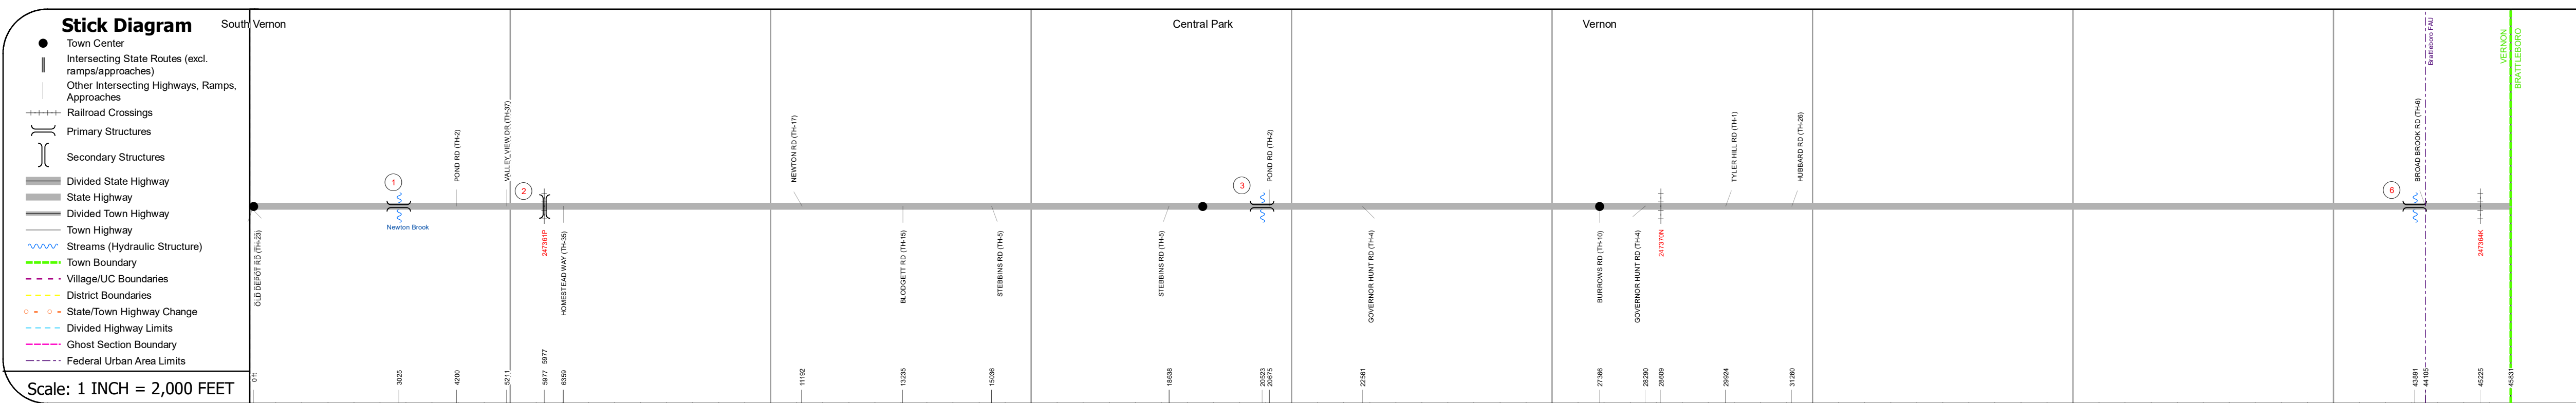 Stick Diagram
Town Center
Intersecting State Routes (excl.
ramps/approaches)
Other Intersecting Highways, Ramps,
Approaches
Railroad Crossings
Primary Structures
Secondary Structures
Divided State Highway
State Highway
Divided Town Highway
Town Highway
Streams (Hydraulic Structure)
Town Boundary
Village/UC Boundaries
District Boundaries
State/Town Highway Change
Divided Highway Limits
Ghost Section Boundary
Federal Urban Area Limits
Scale: 1 INCH = 2,000 FEET
South Vernon
Central Park
Vernon
Brattleboro FAU
VERNON
BRATTLEBORO
POND RD (TH-2)
VALLEY VIEW DR (TH-37)
NEWTON RD (TH-17)
POND RD (TH-2)
TYLER HILL RD (TH-1)
HUBBARD RD (TH-26)
BROAD BROOK RD (TH-6)
1
2
3
6
Newton Brook
OLD DEPOT RD (TH-23)
247361P
HOMESTEAD WAY (TH-35)
BLODGETT RD (TH-15)
STEBBINS RD (TH-5)
STEBBINS RD (TH-5)
GOVERNOR HUNT RD (TH-4)
BURROWS RD (TH-10)
GOVERNOR HUNT RD (TH-4)
247370N
247364K
0 ft
3025
4200
5211
5977
5977
6359
11192
13235
15036
18638
20523
20675
22561
27366
28290
28609
29924
31260
43891
44105
45225
45831